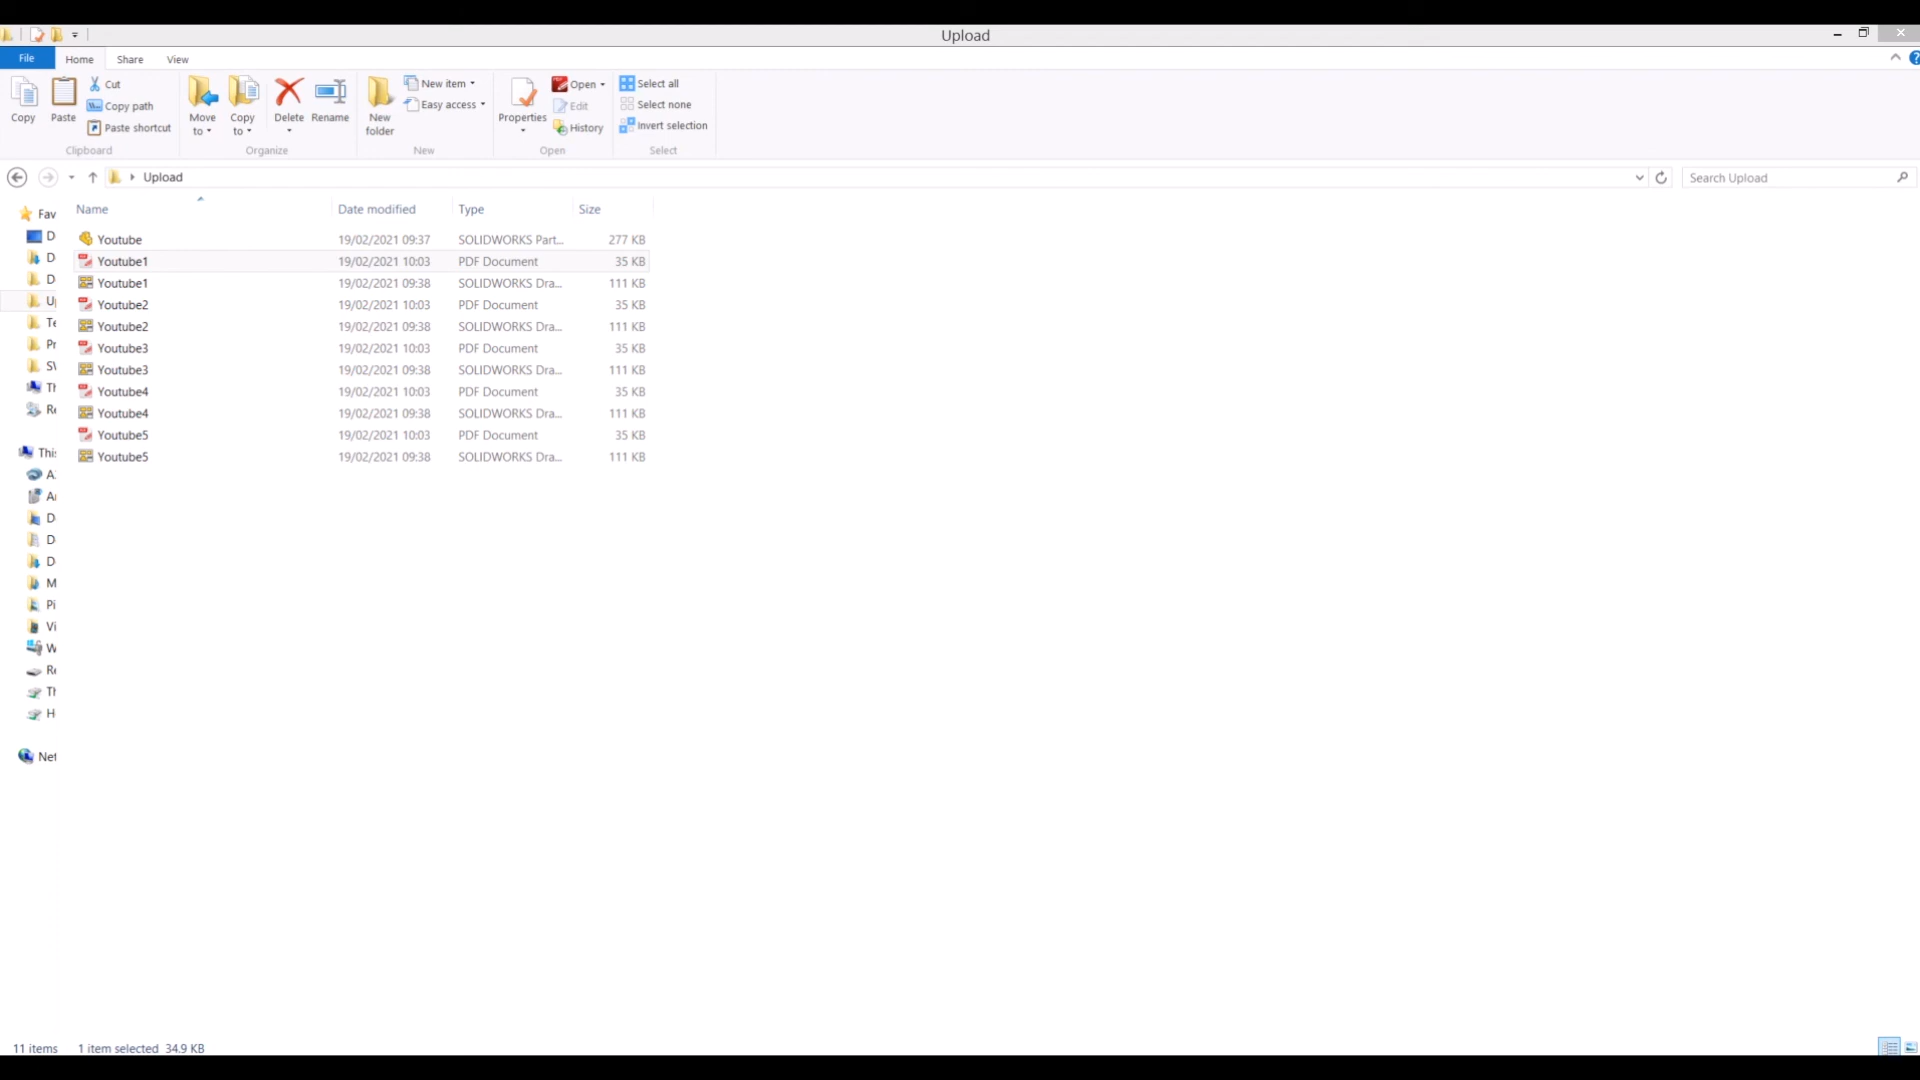 Upload
File Home Share View
Copy
Paste
Cut
Copy path
Paste shortcut
Clipboard
Move to
Copy to
Delete
Rename
Organize
New folder
New item
Easy access
New
Properties
Open
Edit
History
Open
Select all
Select none
Invert selection
Select
Upload
Search Upload
Name Date modified Type Size
Youtube 19/02/2021 09:37 SOLIDWORKS Part... 277 KB
Youtube1 19/02/2021 10:03 PDF Document 35 KB
Youtube1 19/02/2021 09:38 SOLIDWORKS Dra... 111 KB
Youtube2 19/02/2021 10:03 PDF Document 35 KB
Youtube2 19/02/2021 09:38 SOLIDWORKS Dra... 111 KB
Youtube3 19/02/2021 10:03 PDF Document 35 KB
Youtube3 19/02/2021 09:38 SOLIDWORKS Dra... 111 KB
Youtube4 19/02/2021 10:03 PDF Document 35 KB
Youtube4 19/02/2021 09:38 SOLIDWORKS Dra... 111 KB
Youtube5 19/02/2021 10:03 PDF Document 35 KB
Youtube5 19/02/2021 09:38 SOLIDWORKS Dra... 111 KB
Fav
D
D
D
Te
Pr
Th
Re
This
D
D
D
M
Pi
Vi
W
Re
Th
H
Net
11 items 1 item selected 34.9 KB